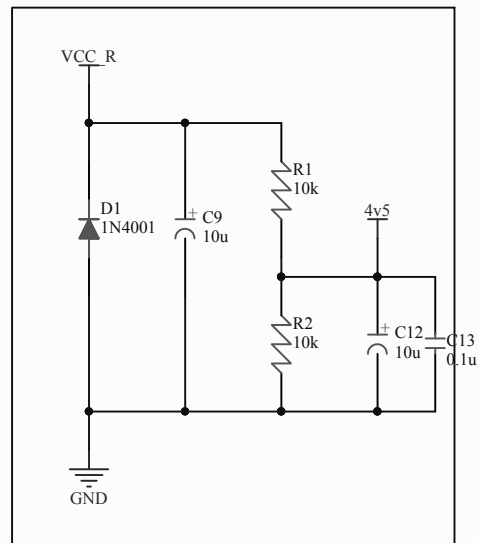 VCC_R
R1
10k
D1
1N4001
C9
10u
4v5
R2
10k
C12
10u
C13
0.1u
GND